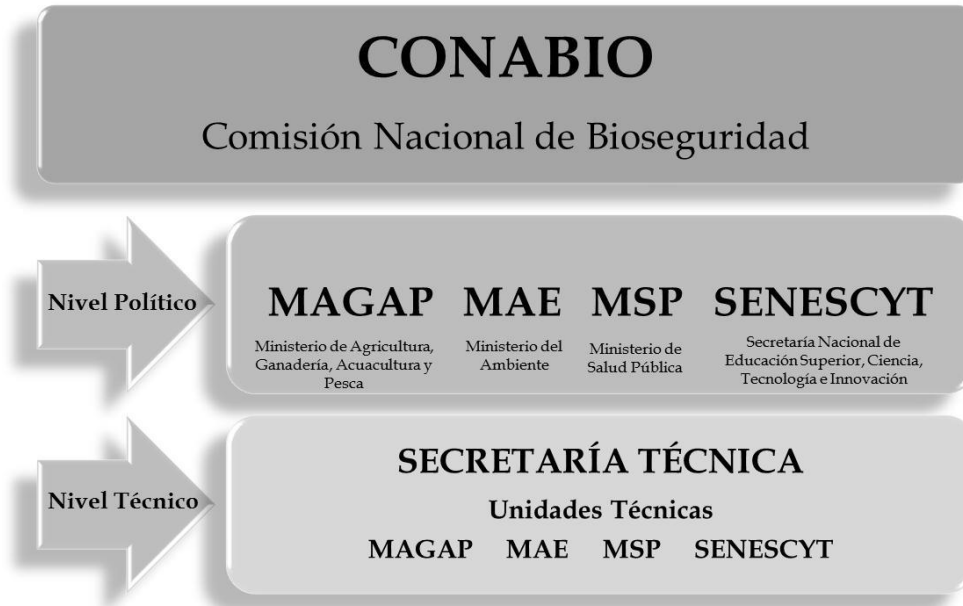 CONABIO
Comisión Nacional de Bioseguridad
Nivel Político
MAGAP MAE MSP SENESCYT
Ministerio de Agricultura,
Ganadería, Acuacultura y
Pesca
Ministerio del
Ambiente
Ministerio de
Salud Pública
Secretaría Nacional de
Educación Superior, Ciencia,
Tecnología e Innovación
Nivel Técnico
SECRETARÍA TÉCNICA
Unidades Técnicas
MAGAP MAE MSP SENESCYT